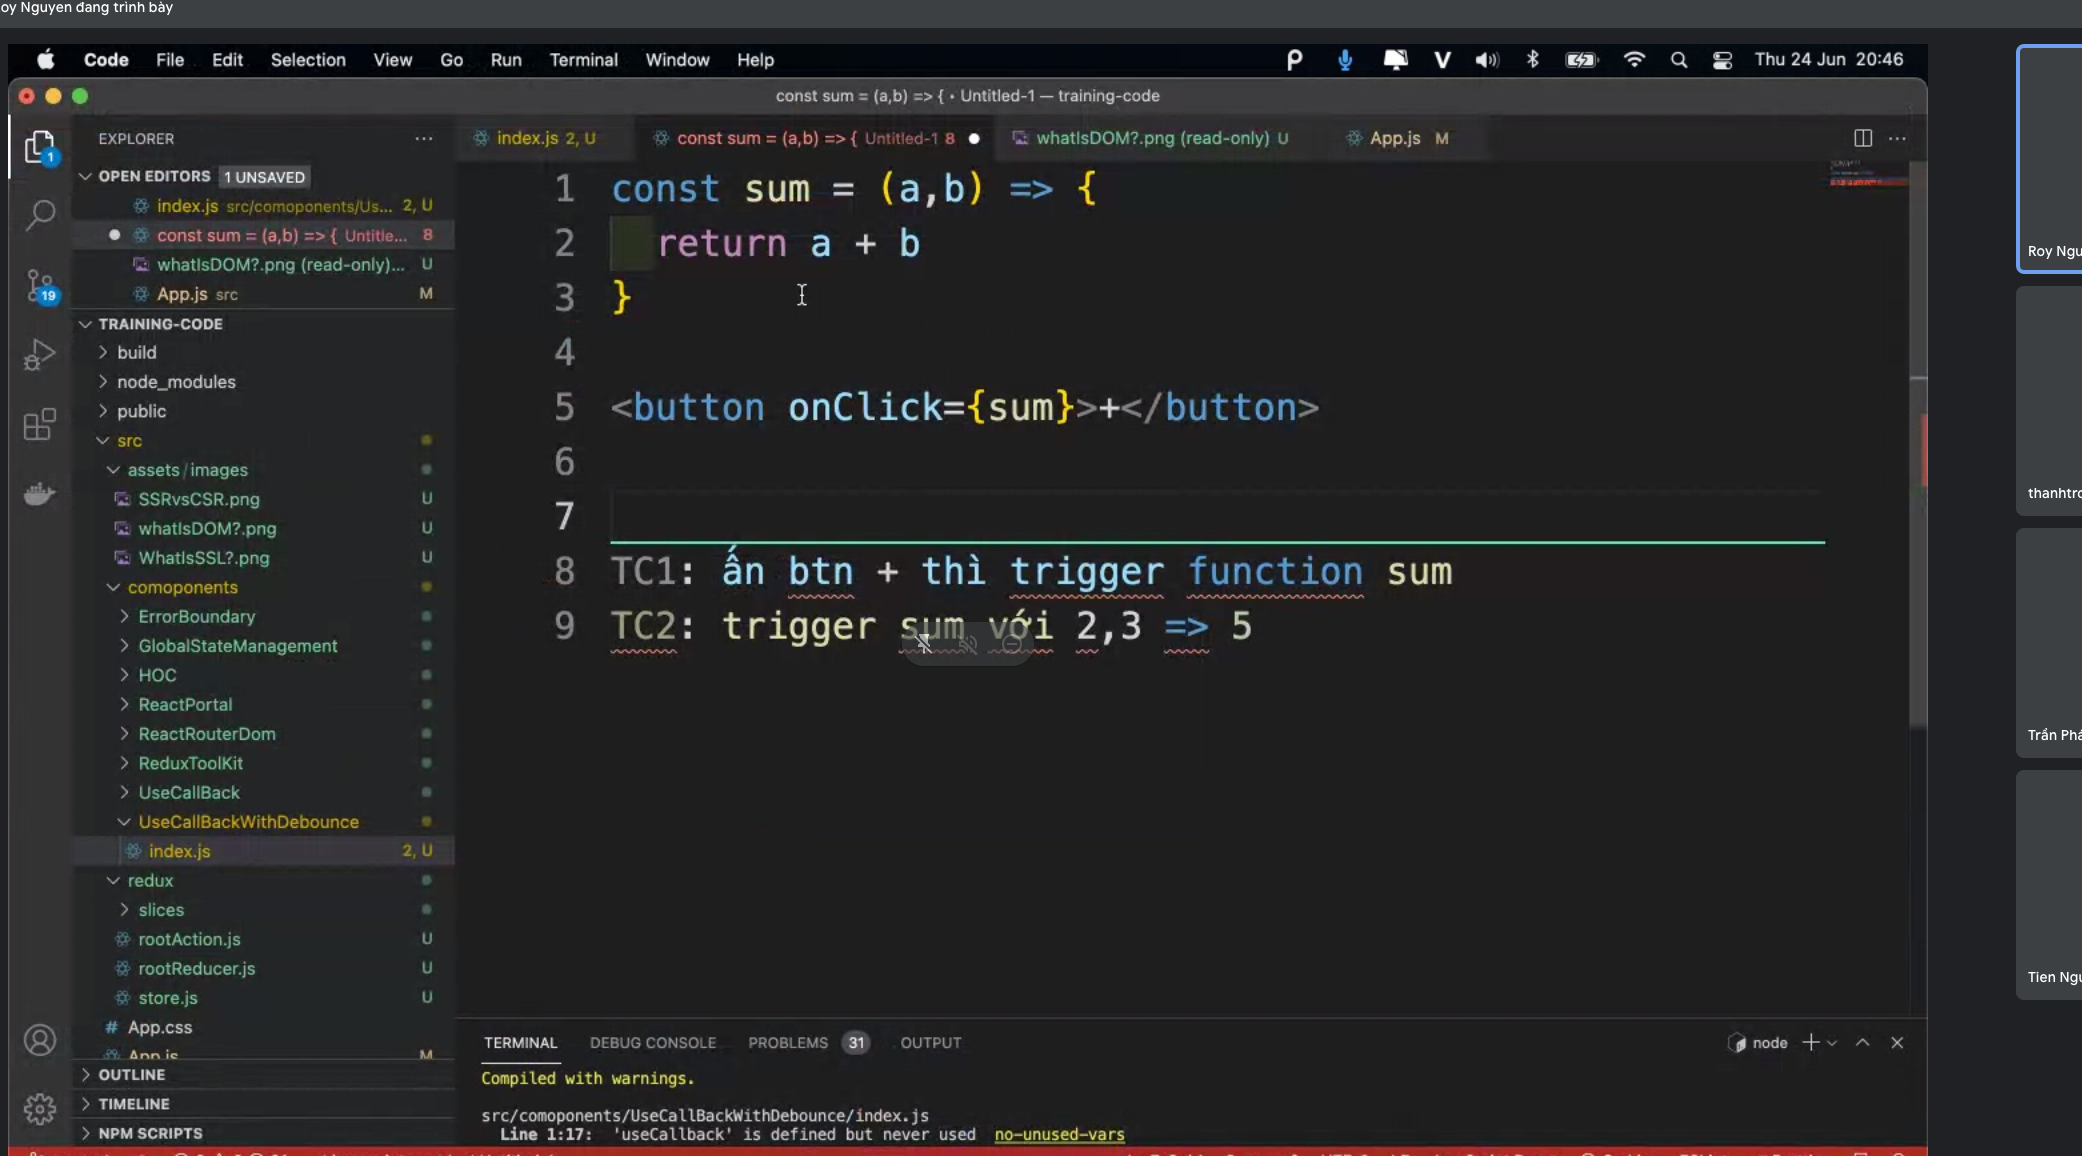 oy Nguyen đang trình bày
Code File Edit Selection View Go Run Terminal Window Help Thu 24 Jun 20:46
const sum = (a,b) => { • Untitled-1 — training-code
EXPLORER
index.js 2, U
const sum = (a,b) => { Untitled-1 8
whatIsDOM?.png (read-only) U
App.js M
OPEN EDITORS 1 UNSAVED
index.js src/comoponents/Us... 2, U
const sum = (a,b) => { Untitle... 8
whatIsDOM?.png (read-only)... U
App.js src M
TRAINING-CODE
build
node_modules
public
src
assets/images
SSRvsCSR.png U
whatIsDOM?.png U
WhatIsSSL?.png U
comoponents
ErrorBoundary
GlobalStateManagement
HOC
ReactPortal
ReactRouterDom
ReduxToolKit
UseCallBack
UseCallBackWithDebounce
index.js 2, U
redux
slices
rootAction.js U
rootReducer.js U
store.js U
# App.css
App.js M
OUTLINE
TIMELINE
NPM SCRIPTS
1
19
1 const sum = (a,b) => {
2 return a + b
3 }
4
5 <button onClick={sum}>+</button>
6
7
8 TC1: ấn btn + thì trigger function sum
9 TC2: trigger sum với 2,3 => 5
TERMINAL DEBUG CONSOLE PROBLEMS 31 OUTPUT node
Compiled with warnings.
src/comoponents/UseCallBackWithDebounce/index.js
Line 1:17: 'useCallback' is defined but never used no-unused-vars
Roy Ngu
thanhtro
Trần Phá
Tien Ngu